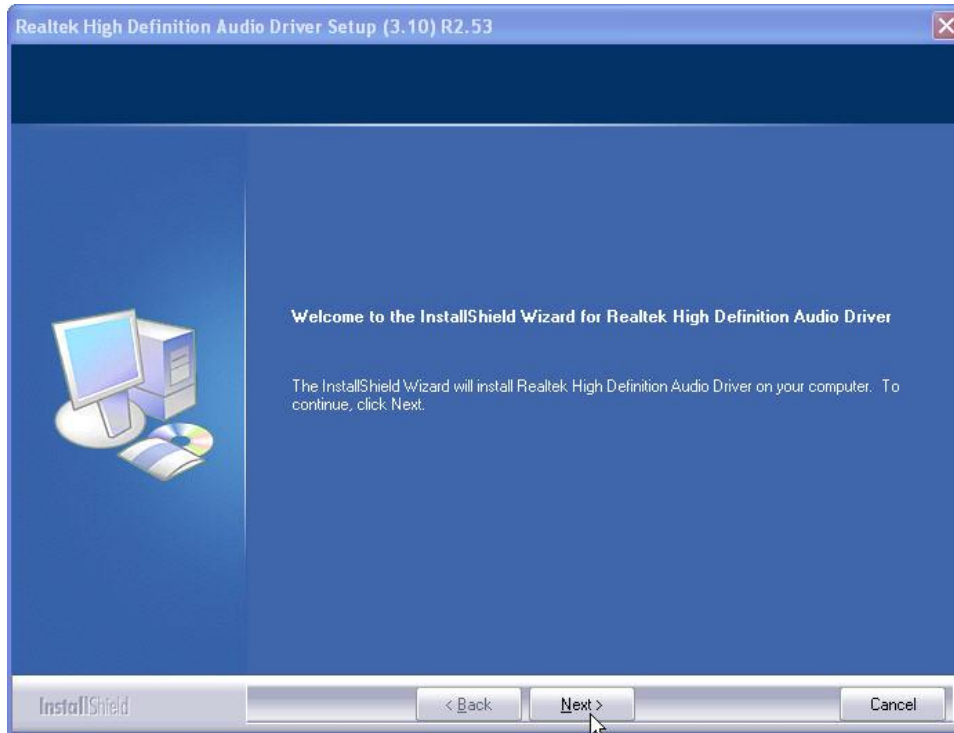 Realtek High Definition Audio Driver Setup (3.10) R2.53
Welcome to the InstallShield Wizard for Realtek High Definition Audio Driver
The InstallShield Wizard will install Realtek High Definition Audio Driver on your computer. To
continue, click Next.
InstallShield
< Back
Next >
Cancel